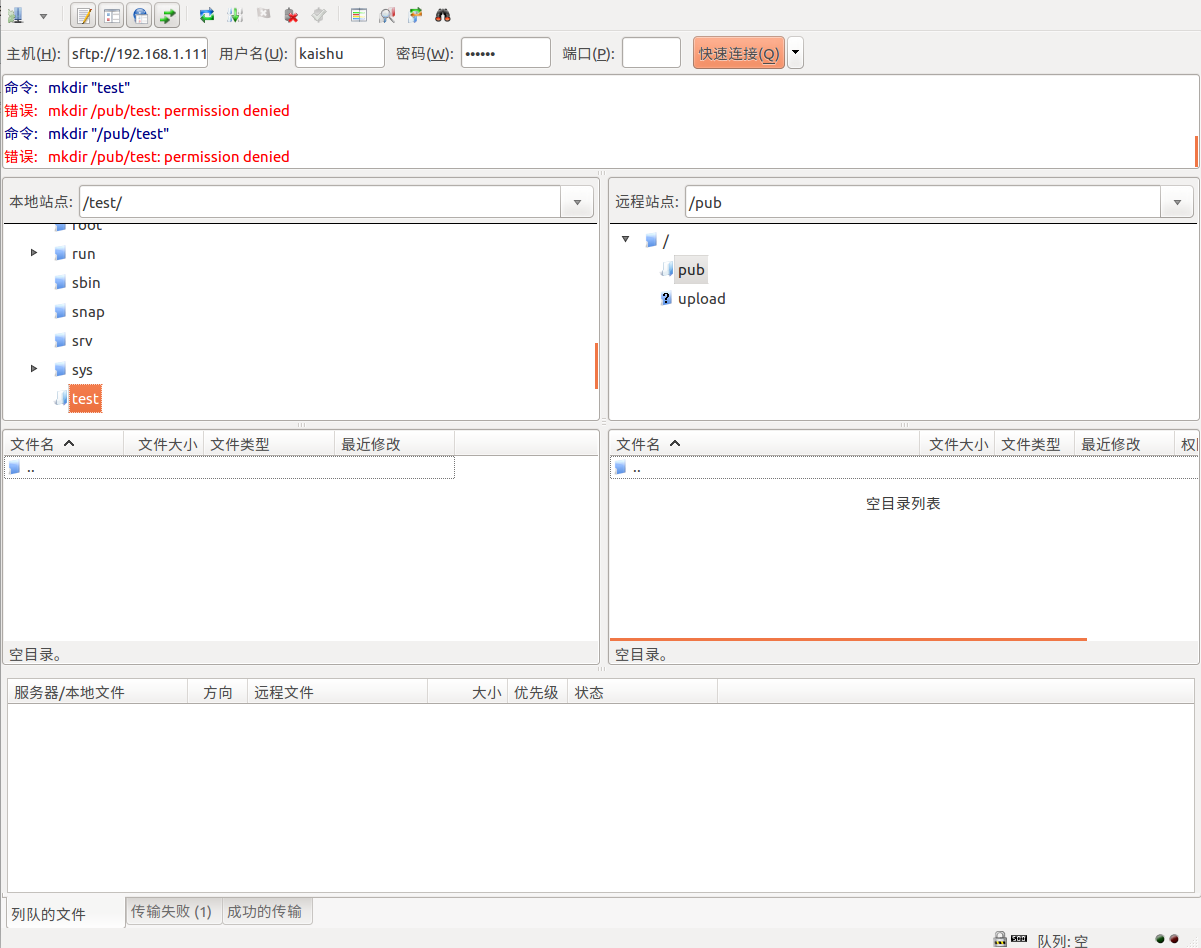 主机(H): sftp://192.168.1.111 用户名(U): kaishu 密码(W): •••••• 端口(P): 快速连接(Q)
命令: mkdir "test"
错误: mkdir /pub/test: permission denied
命令: mkdir "/pub/test"
错误: mkdir /pub/test: permission denied
本地站点: /test/
root
run
sbin
snap
srv
sys
test
远程站点: /pub
/
pub
? upload
文件名 文件大小 文件类型 最近修改
..
空目录。
文件名 文件大小 文件类型 最近修改
..
空目录列表
空目录。
服务器/本地文件 方向 远程文件 大小 优先级 状态
列队的文件 传输失败 (1) 成功的传输
队列: 空